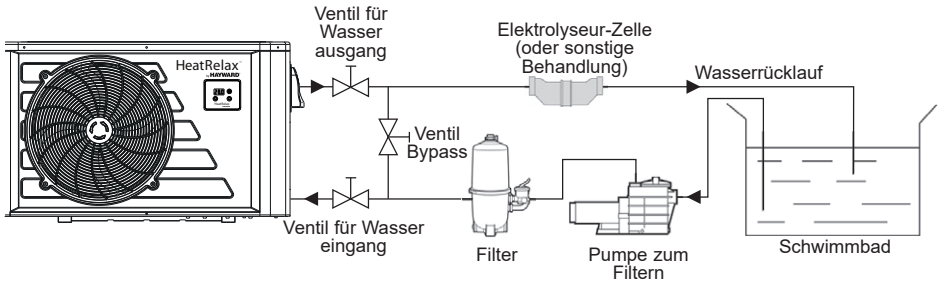 Ventil für
Wasser
ausgang
Elektrolyseur-Zelle
(oder sonstige
Behandlung)
Wasserrücklauf
HeatRelax
by HAYWARD
Ventil
Bypass
Ventil für Wasser
eingang
Filter
Pumpe zum
Filtern
Schwimmbad